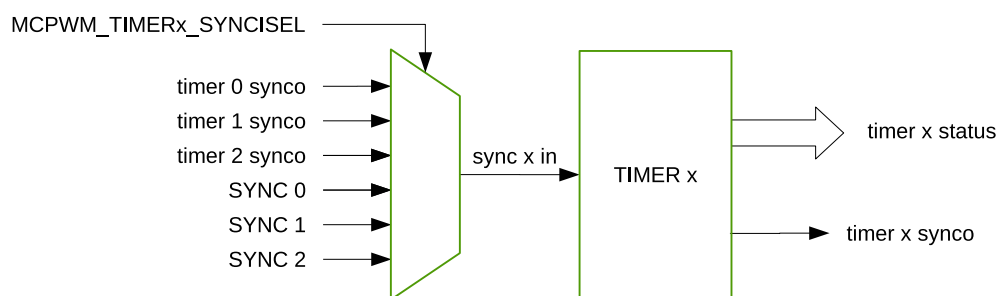 MCPWM_TIMERx_SYNCISEL
timer 0 synco
timer 1 synco
timer 2 synco
SYNC 0
SYNC 1
SYNC 2
sync x in
TIMER x
timer x status
timer x synco